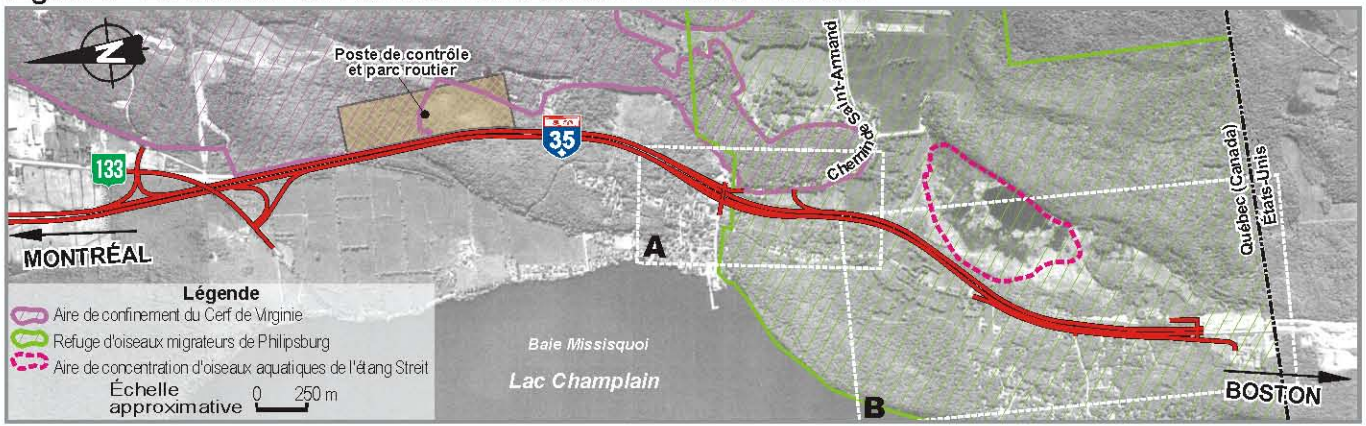 N
Poste de contrôle
et parc routier
133
35
Chemin de Saint-Armand
Québec (Canada)
États-Unis
MONTRÉAL
A
B
BOSTON
Baie Missisquoi
Lac Champlain
Légende
Aire de confinement du Cerf de Virginie
Refuge d'oiseaux migrateurs de Philipsburg
Aire de concentration d'oiseaux aquatiques de l'étang Streit
Échelle
approximative
0 250 m